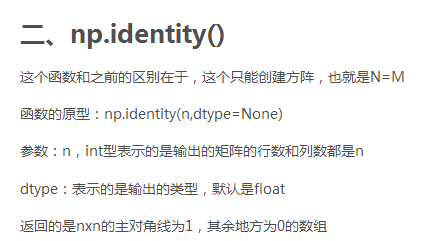 二、np.identity()
这个函数和之前的区别在于，这个只能创建方阵，也就是N=M
函数的原型：np.identity(n,dtype=None)
参数：n，int型表示的是输出的矩阵的行数和列数都是n
dtype：表示的是输出的类型，默认是float
返回的是nxn的主对角线为1，其余地方为0的数组